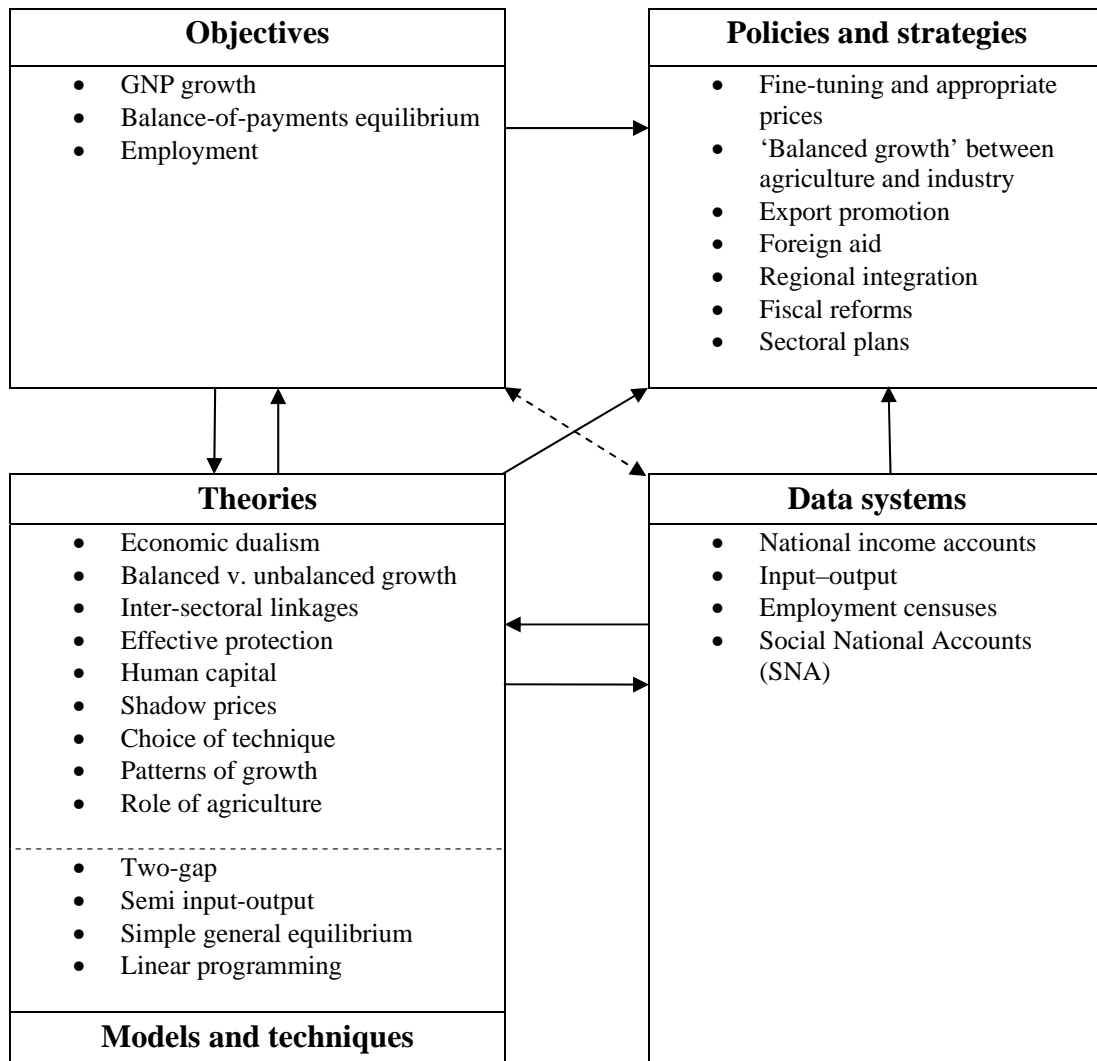 Objectives
• GNP growth
• Balance-of-payments equilibrium
• Employment
Policies and strategies
• Fine-tuning and appropriate
prices
• ‘Balanced growth’ between
agriculture and industry
• Export promotion
• Foreign aid
• Regional integration
• Fiscal reforms
• Sectoral plans
Theories
• Economic dualism
• Balanced v. unbalanced growth
• Inter-sectoral linkages
• Effective protection
• Human capital
• Shadow prices
• Choice of technique
• Patterns of growth
• Role of agriculture
• Two-gap
• Semi input-output
• Simple general equilibrium
• Linear programming
Models and techniques
Data systems
• National income accounts
• Input–output
• Employment censuses
• Social National Accounts
(SNA)